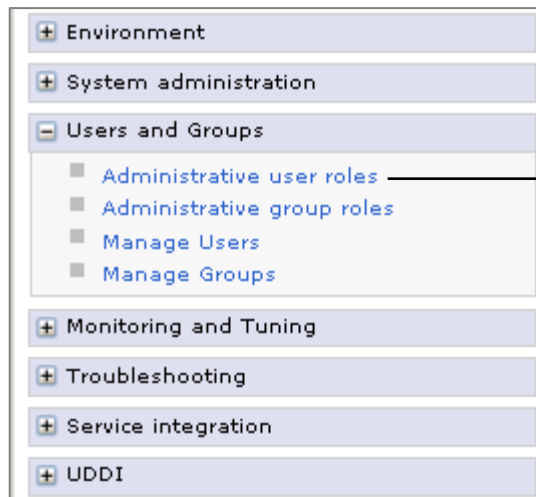 Environment
System administration
Users and Groups
Administrative user roles
Administrative group roles
Manage Users
Manage Groups
Monitoring and Tuning
Troubleshooting
Service integration
UDDI